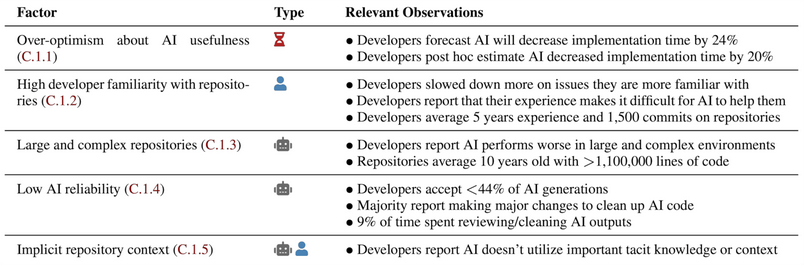 Factor Type Relevant Observations
Over-optimism about AI usefulness (C.1.1)
• Developers forecast AI will decrease implementation time by 24%
• Developers post hoc estimate AI decreased implementation time by 20%
High developer familiarity with reposito-
ries (C.1.2)
• Developers slowed down more on issues they are more familiar with
• Developers report that their experience makes it difficult for AI to help them
• Developers average 5 years experience and 1,500 commits on repositories
Large and complex repositories (C.1.3)
• Developers report AI performs worse in large and complex environments
• Repositories average 10 years old with >1,100,000 lines of code
Low AI reliability (C.1.4)
• Developers accept <44% of AI generations
• Majority report making major changes to clean up AI code
• 9% of time spent reviewing/cleaning AI outputs
Implicit repository context (C.1.5)
• Developers report AI doesn't utilize important tacit knowledge or context